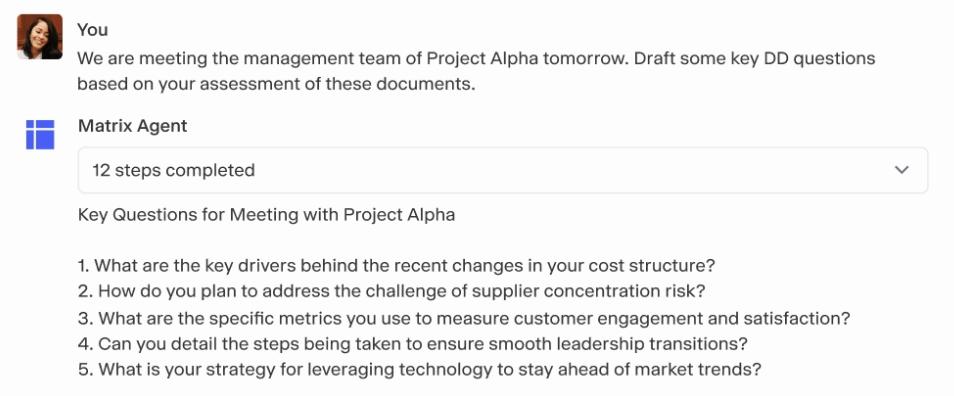 You
We are meeting the management team of Project Alpha tomorrow. Draft some key DD questions
based on your assessment of these documents.
Matrix Agent
12 steps completed
Key Questions for Meeting with Project Alpha
1. What are the key drivers behind the recent changes in your cost structure?
2. How do you plan to address the challenge of supplier concentration risk?
3. What are the specific metrics you use to measure customer engagement and satisfaction?
4. Can you detail the steps being taken to ensure smooth leadership transitions?
5. What is your strategy for leveraging technology to stay ahead of market trends?